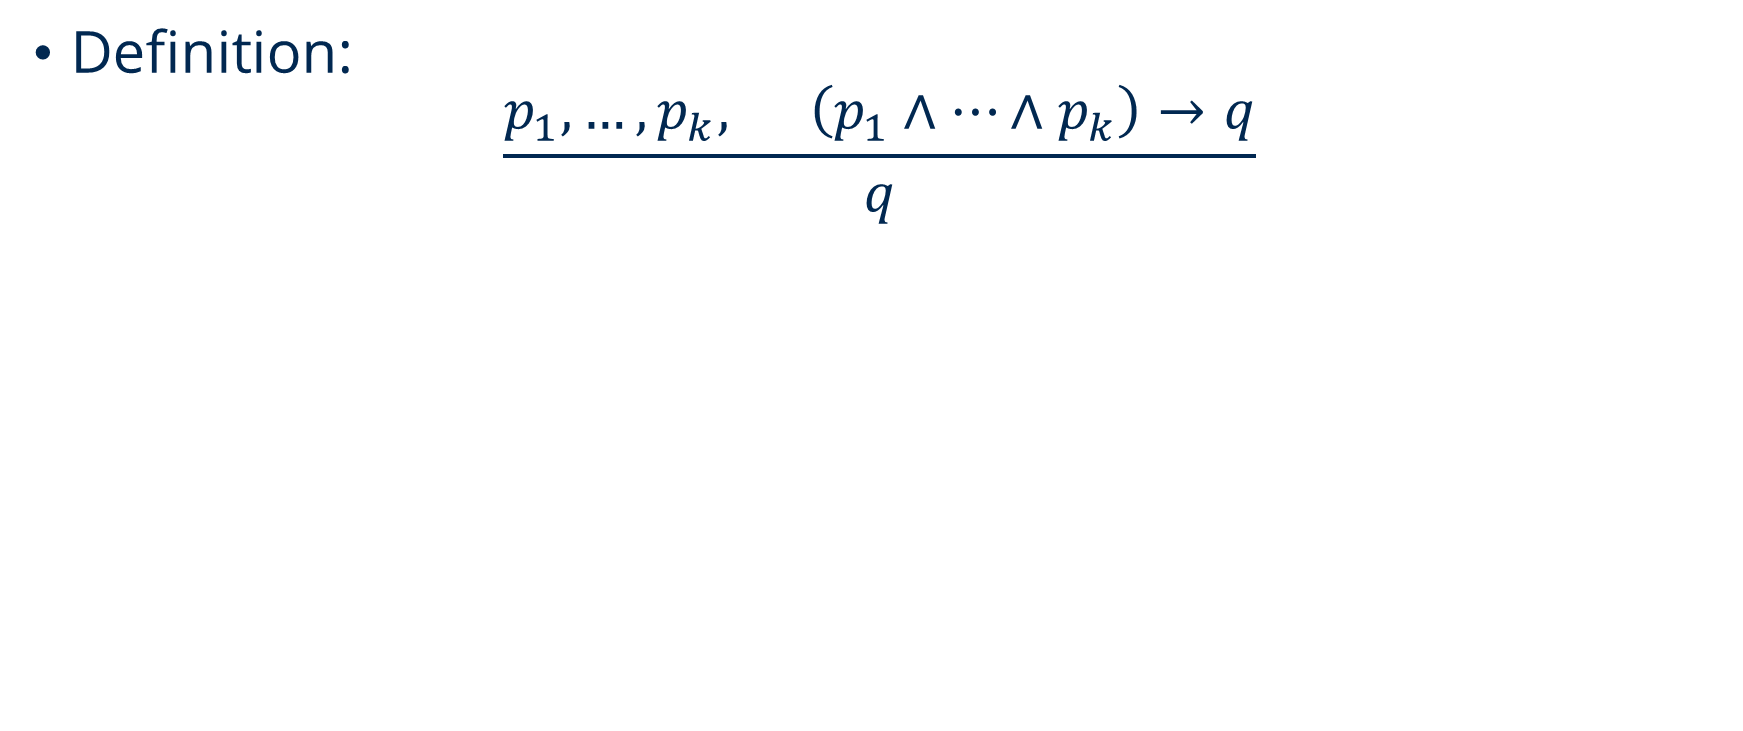 • Definition:
p₁, … , pₖ,   (p₁ ∧ ⋯ ∧ pₖ) → q
q